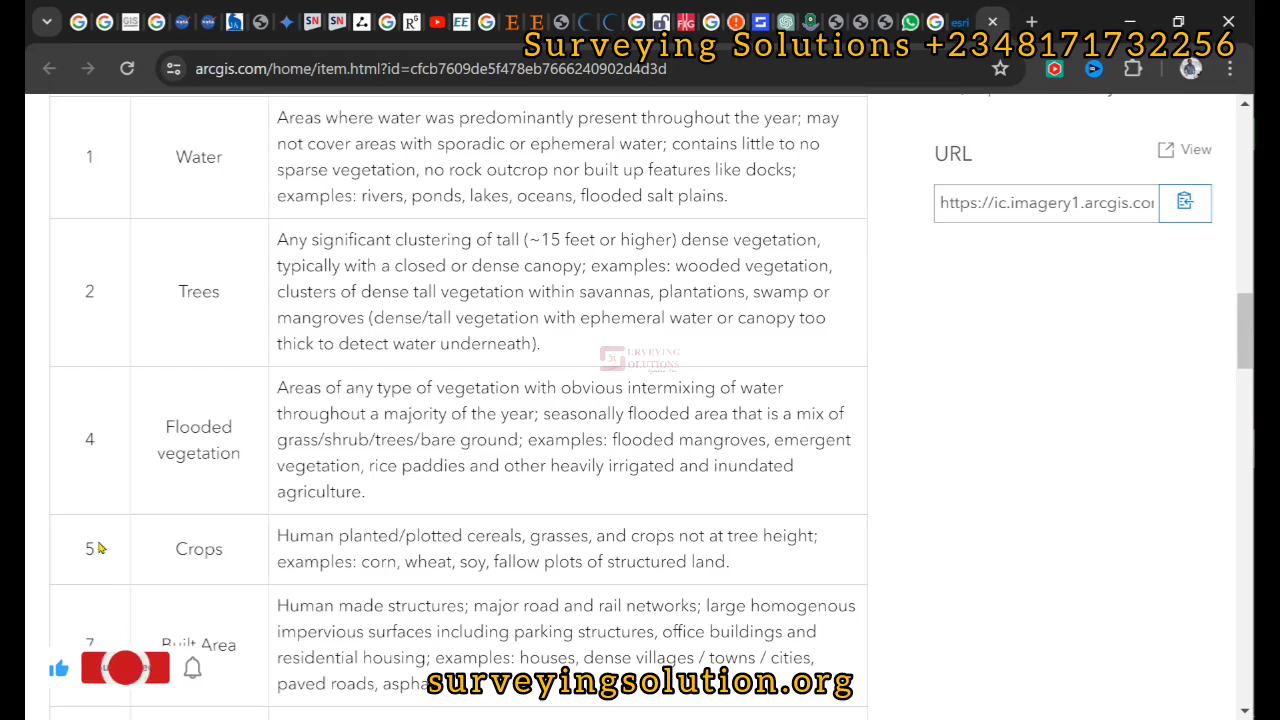 Surveying Solutions +2348171732256
arcgis.com/home/item.html?id=cfcb7609de5f478eb7666240902d4d3d
1
Water
Areas where water was predominantly present throughout the year; may
not cover areas with sporadic or ephemeral water; contains little to no
sparse vegetation, no rock outcrop nor built up features like docks;
examples: rivers, ponds, lakes, oceans, flooded salt plains.
2
Trees
Any significant clustering of tall (~15 feet or higher) dense vegetation,
typically with a closed or dense canopy; examples: wooded vegetation,
clusters of dense tall vegetation within savannas, plantations, swamp or
mangroves (dense/tall vegetation with ephemeral water or canopy too
thick to detect water underneath).
4
Flooded
vegetation
Areas of any type of vegetation with obvious intermixing of water
throughout a majority of the year; seasonally flooded area that is a mix of
grass/shrub/trees/bare ground; examples: flooded mangroves, emergent
vegetation, rice paddies and other heavily irrigated and inundated
agriculture.
5
Crops
Human planted/plotted cereals, grasses, and crops not at tree height;
examples: corn, wheat, soy, fallow plots of structured land.
7
Built Area
Human made structures; major road and rail networks; large homogenous
impervious surfaces including parking structures, office buildings and
residential housing; examples: houses, dense villages / towns / cities,
paved roads,
URL
View
https://ic.imagery1.arcgis.co
URVEYING
OLUTIONS
surveyingsolution.org